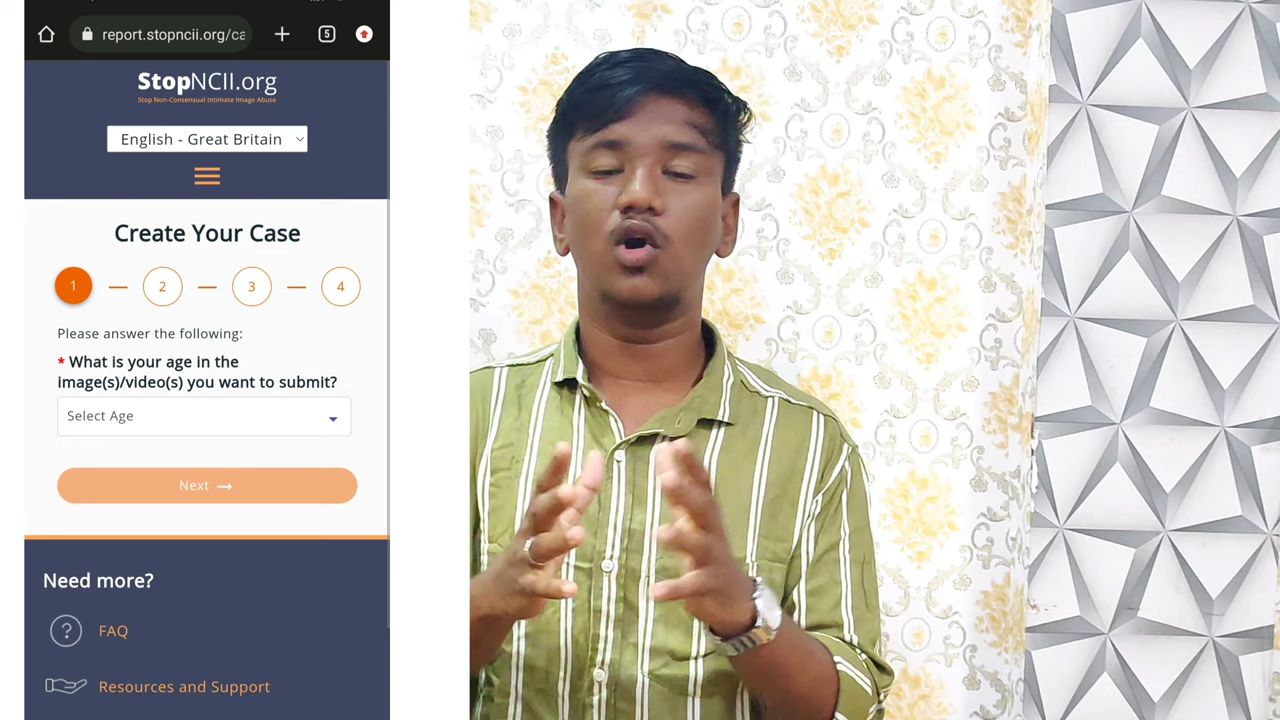 report.stopncii.org/ca
5
StopNCII.org
Stop Non-Consensual Intimate Image Abuse
English - Great Britain
Create Your Case
1
2
3
4
Please answer the following:
* What is your age in the
image(s)/video(s) you want to submit?
Select Age
Next →
Need more?
? FAQ
Resources and Support